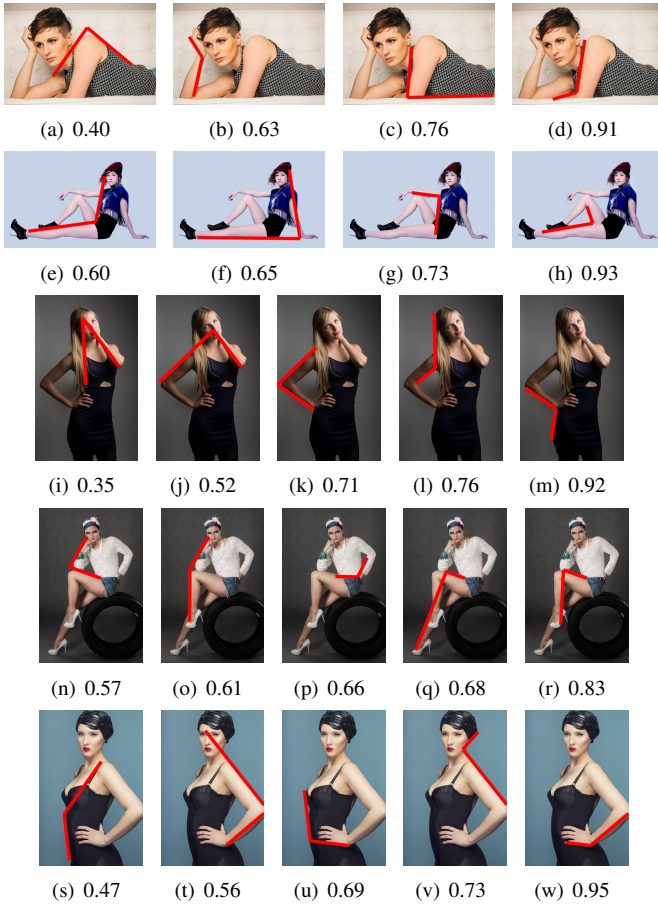 (a) 0.40 (b) 0.63 (c) 0.76 (d) 0.91
(e) 0.60 (f) 0.65 (g) 0.73 (h) 0.93
(i) 0.35 (j) 0.52 (k) 0.71 (l) 0.76 (m) 0.92
(n) 0.57 (o) 0.61 (p) 0.66 (q) 0.68 (r) 0.83
(s) 0.47 (t) 0.56 (u) 0.69 (v) 0.73 (w) 0.95